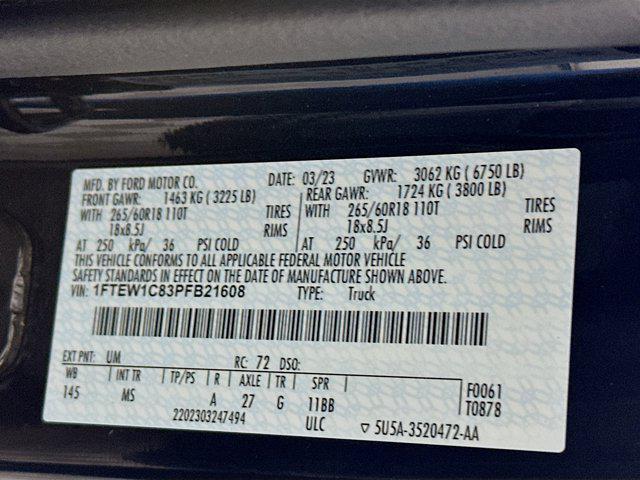 MFD. BY FORD MOTOR CO. DATE: 03/23 GVWR: 3062 KG ( 6750 LB)
FRONT GAWR: 1463 KG ( 3225 LB) REAR GAWR: 1724 KG ( 3800 LB)
WITH 265/60R18 110T TIRES WITH 265/60R18 110T TIRES
18x8.5J RIMS 18x8.5J RIMS
AT 250 kPa/ 36 PSI COLD AT 250 kPa/ 36 PSI COLD
THIS VEHICLE CONFORMS TO ALL APPLICABLE FEDERAL MOTOR VEHICLE
SAFETY STANDARDS IN EFFECT ON THE DATE OF MANUFACTURE SHOWN ABOVE.
VIN: 1FTEW1C83PFB21608 TYPE: Truck
EXT PNT: UM RC: 72 DSO:
WB INT TR TP/PS R AXLE TR SPR F0061
145 MS A 27 G 11BB T0878
2202303247494 ULC ▽ 5U5A-3520472-AA